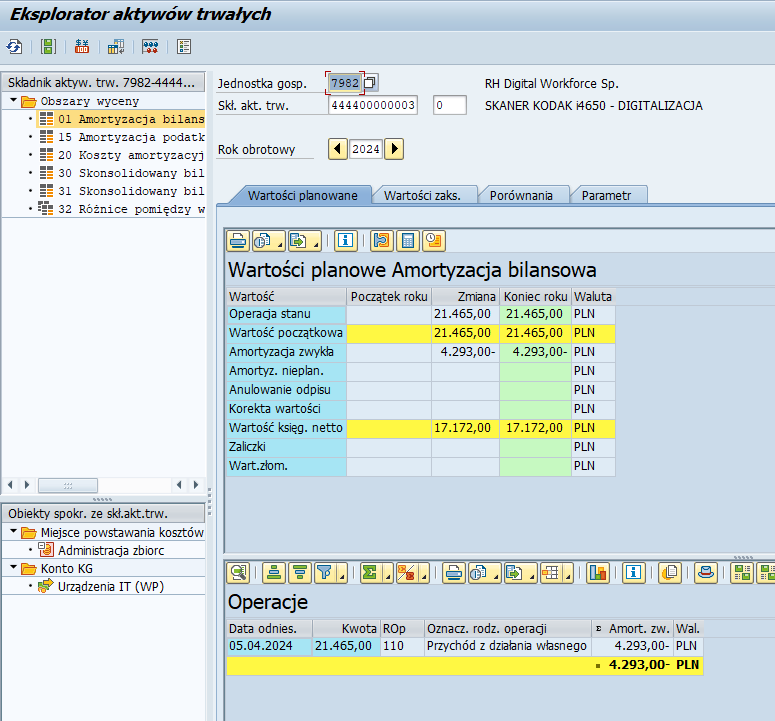 Eksplorator aktywów trwałych
Składnik aktyw. trw. 7982-4444...
Obszary wyceny
01 Amortyzacja bilans
15 Amortyzacja podatk
20 Koszty amortyzacyj
30 Skonsolidowany bil
31 Skonsolidowany bil
32 Różnice pomiędzy w
Obiekty spokr. ze skł.akt.trw.
Miejsce powstawania kosztów
Administracja zbiorc
Konto KG
Urządzenia IT (WP)
Jednostka gosp. 7982 RH Digital Workforce Sp.
Skł. akt. trw. 444400000003 0 SKANER KODAK i4650 - DIGITALIZACJA
Rok obrotowy 2024
Wartości planowane Wartości zaks. Porównania Parametr
Wartości planowe Amortyzacja bilansowa
Wartość Początek roku Zmiana Koniec roku Waluta
Operacja stanu 21.465,00 21.465,00 PLN
Wartość początkowa 21.465,00 21.465,00 PLN
Amortyzacja zwykła 4.293,00- 4.293,00- PLN
Amortyz. nieplan. PLN
Anulowanie odpisu PLN
Korekta wartości PLN
Wartość księg. netto 17.172,00 17.172,00 PLN
Zaliczki PLN
Wart.złom. PLN
Operacje
Data odnies. Kwota ROp Oznacz. rodz. operacji Σ Amort. zw. Wal.
05.04.2024 21.465,00 110 Przychód z działania własnego 4.293,00- PLN
4.293,00- PLN